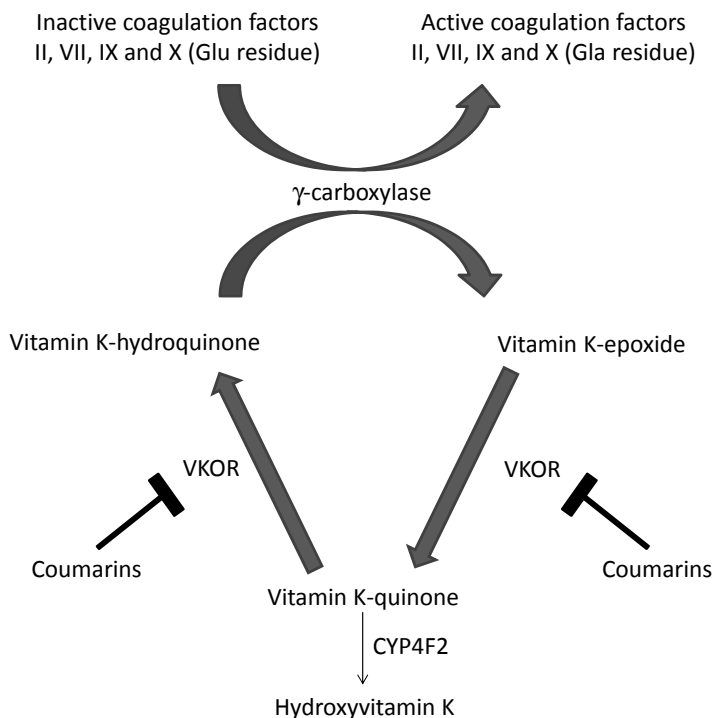 Inactive coagulation factors
II, VII, IX and X (Glu residue)
Active coagulation factors
II, VII, IX and X (Gla residue)
γ-carboxylase
Vitamin K-hydroquinone
Vitamin K-epoxide
VKOR
VKOR
Coumarins
Coumarins
Vitamin K-quinone
CYP4F2
Hydroxyvitamin K